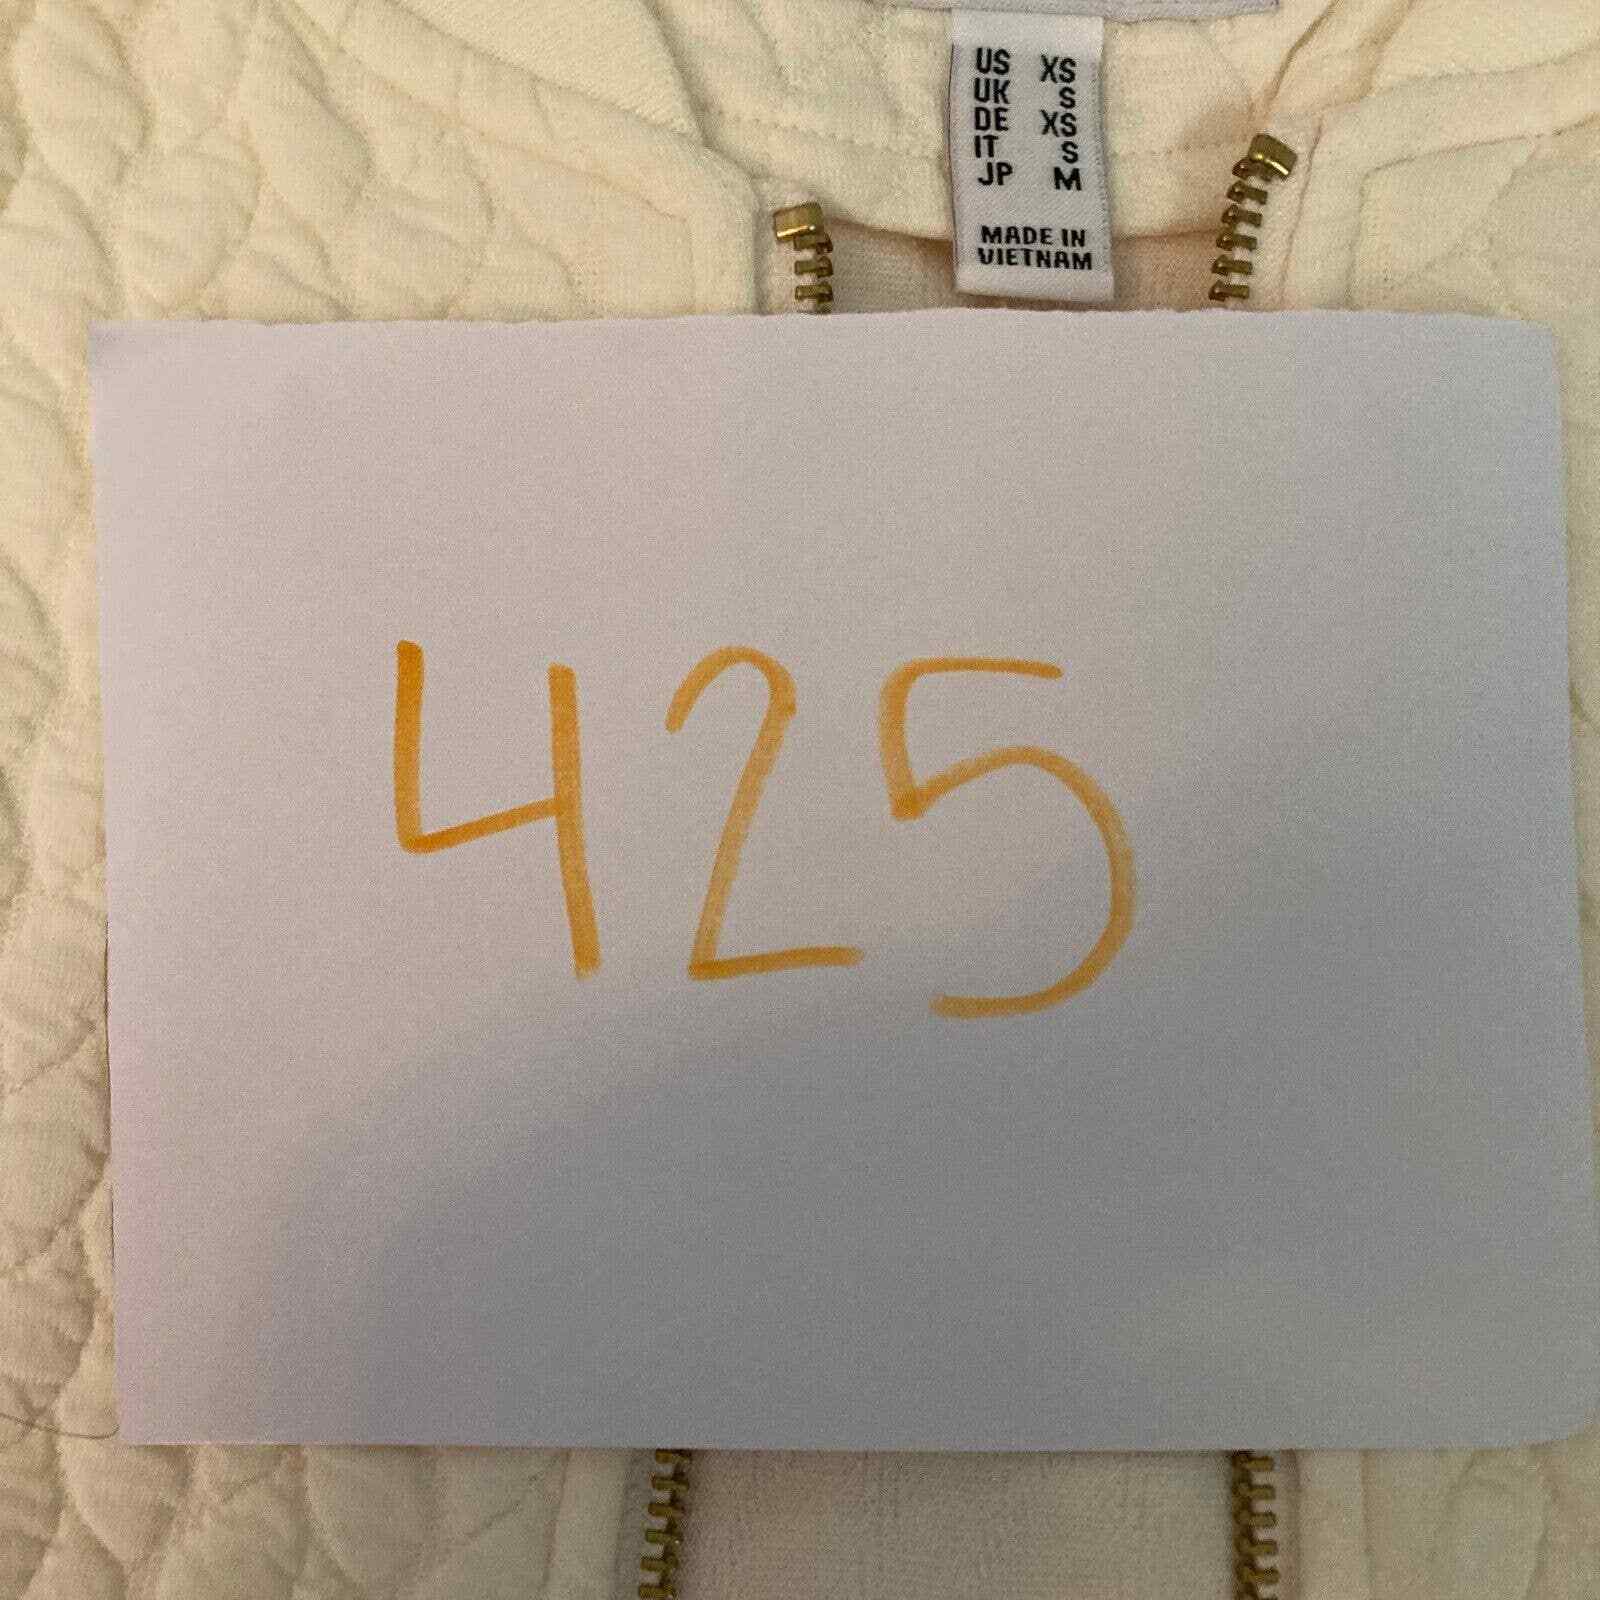 US XS
UK S
DE XS
IT S
JP M
MADE IN
VIETNAM
425